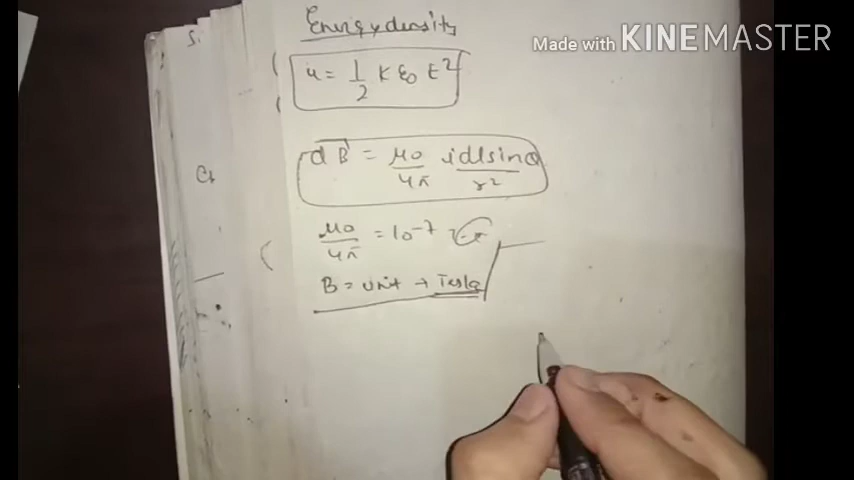 Made with KINEMASTER
Energy density
u = 1/2 K ε0 E²
dB = μ0/4π idlsinθ/r²
μ0/4π = 10-7
B = unit → Tesla